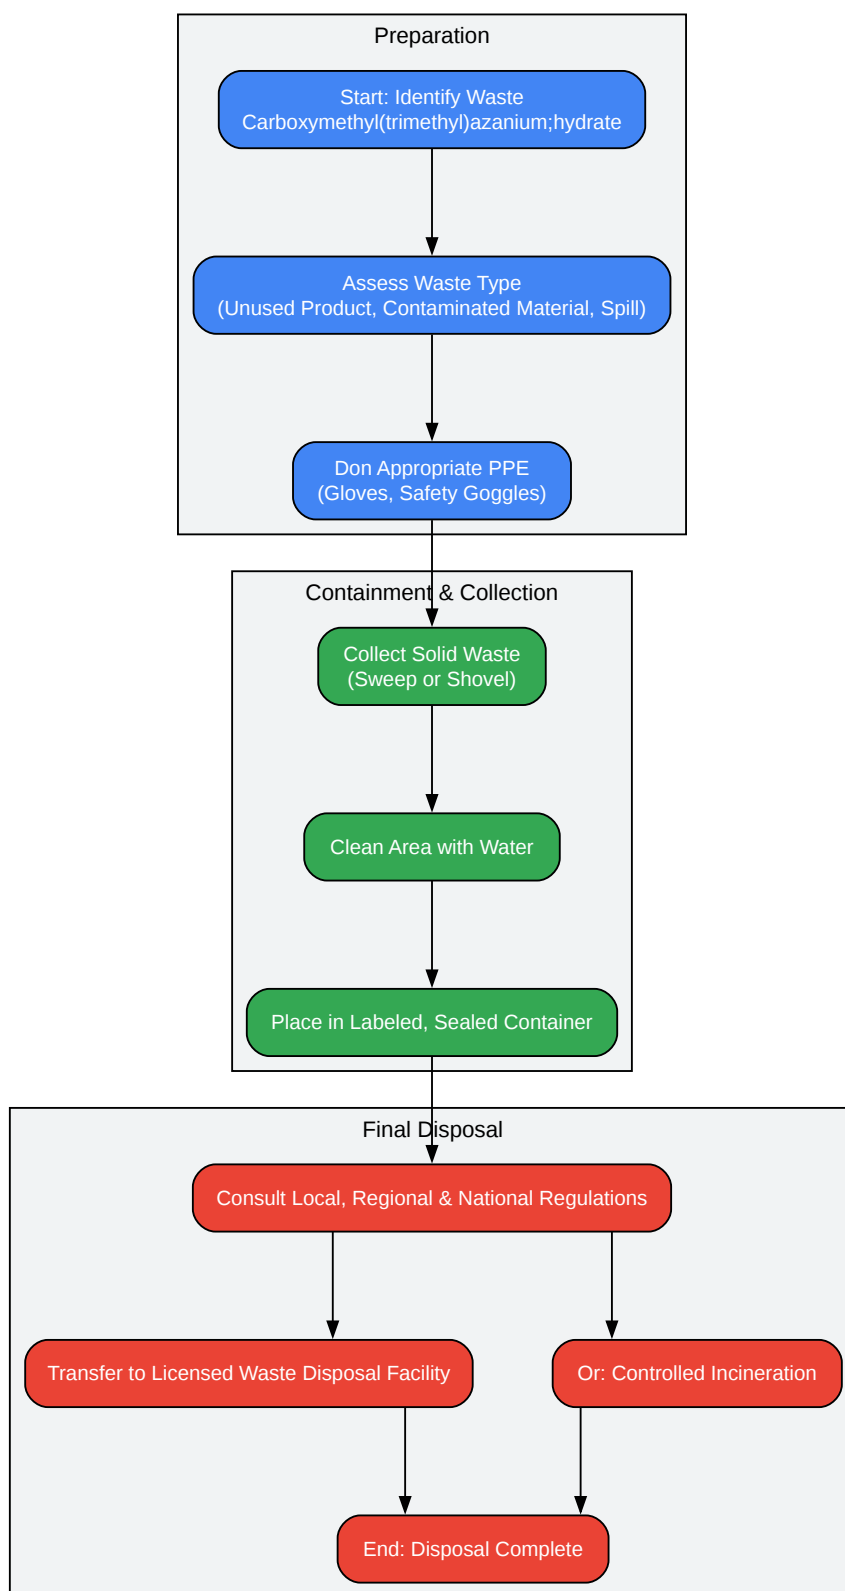 Preparation
Start: Identify Waste
Carboxymethyl(trimethyl)azanium;hydrate
Assess Waste Type
(Unused Product, Contaminated Material, Spill)
Don Appropriate PPE
(Gloves, Safety Goggles)
Containment & Collection
Collect Solid Waste
(Sweep or Shovel)
Clean Area with Water
Place in Labeled, Sealed Container
Final Disposal
Consult Local, Regional & National Regulations
Transfer to Licensed Waste Disposal Facility
Or: Controlled Incineration
End: Disposal Complete